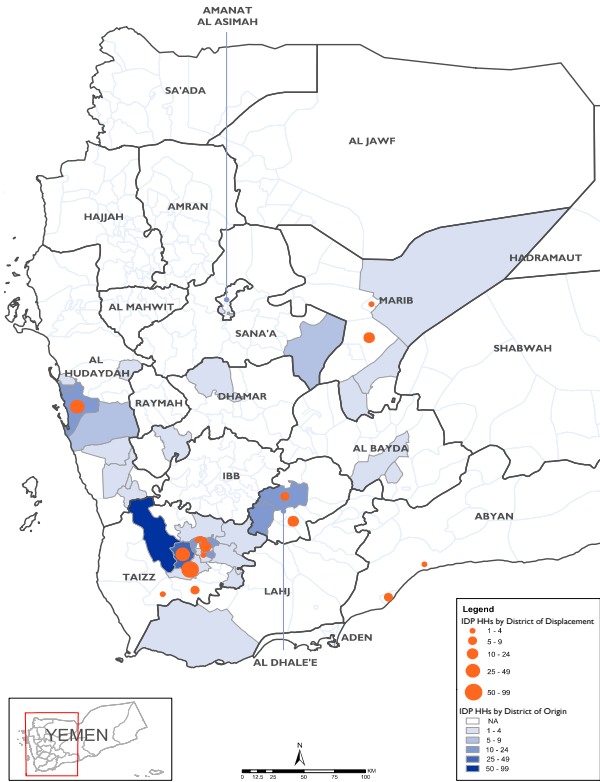 AMANAT
AL ASIMAH
SA'ADA
AL JAWF
AMRAN
HAJJAH
HADRAMAUT
MARIB
AL MAHWIT
SANA'A
SHABWAH
AL
HUDAYDAH
RAYMAH
DHAMAR
AL BAYDA
IBB
ABYAN
TAIZZ
LAHJ
ADEN
AL DHALE'E
Legend
IDP HHs by District of Displacement
1 - 4
5 - 9
10 - 24
25 - 49
50 - 99
IDP HHs by District of Origin
NA
1 - 4
5 - 9
10 - 24
25 - 49
50 - 99
YEMEN
N
0 12.5 25 50 75 100
KM